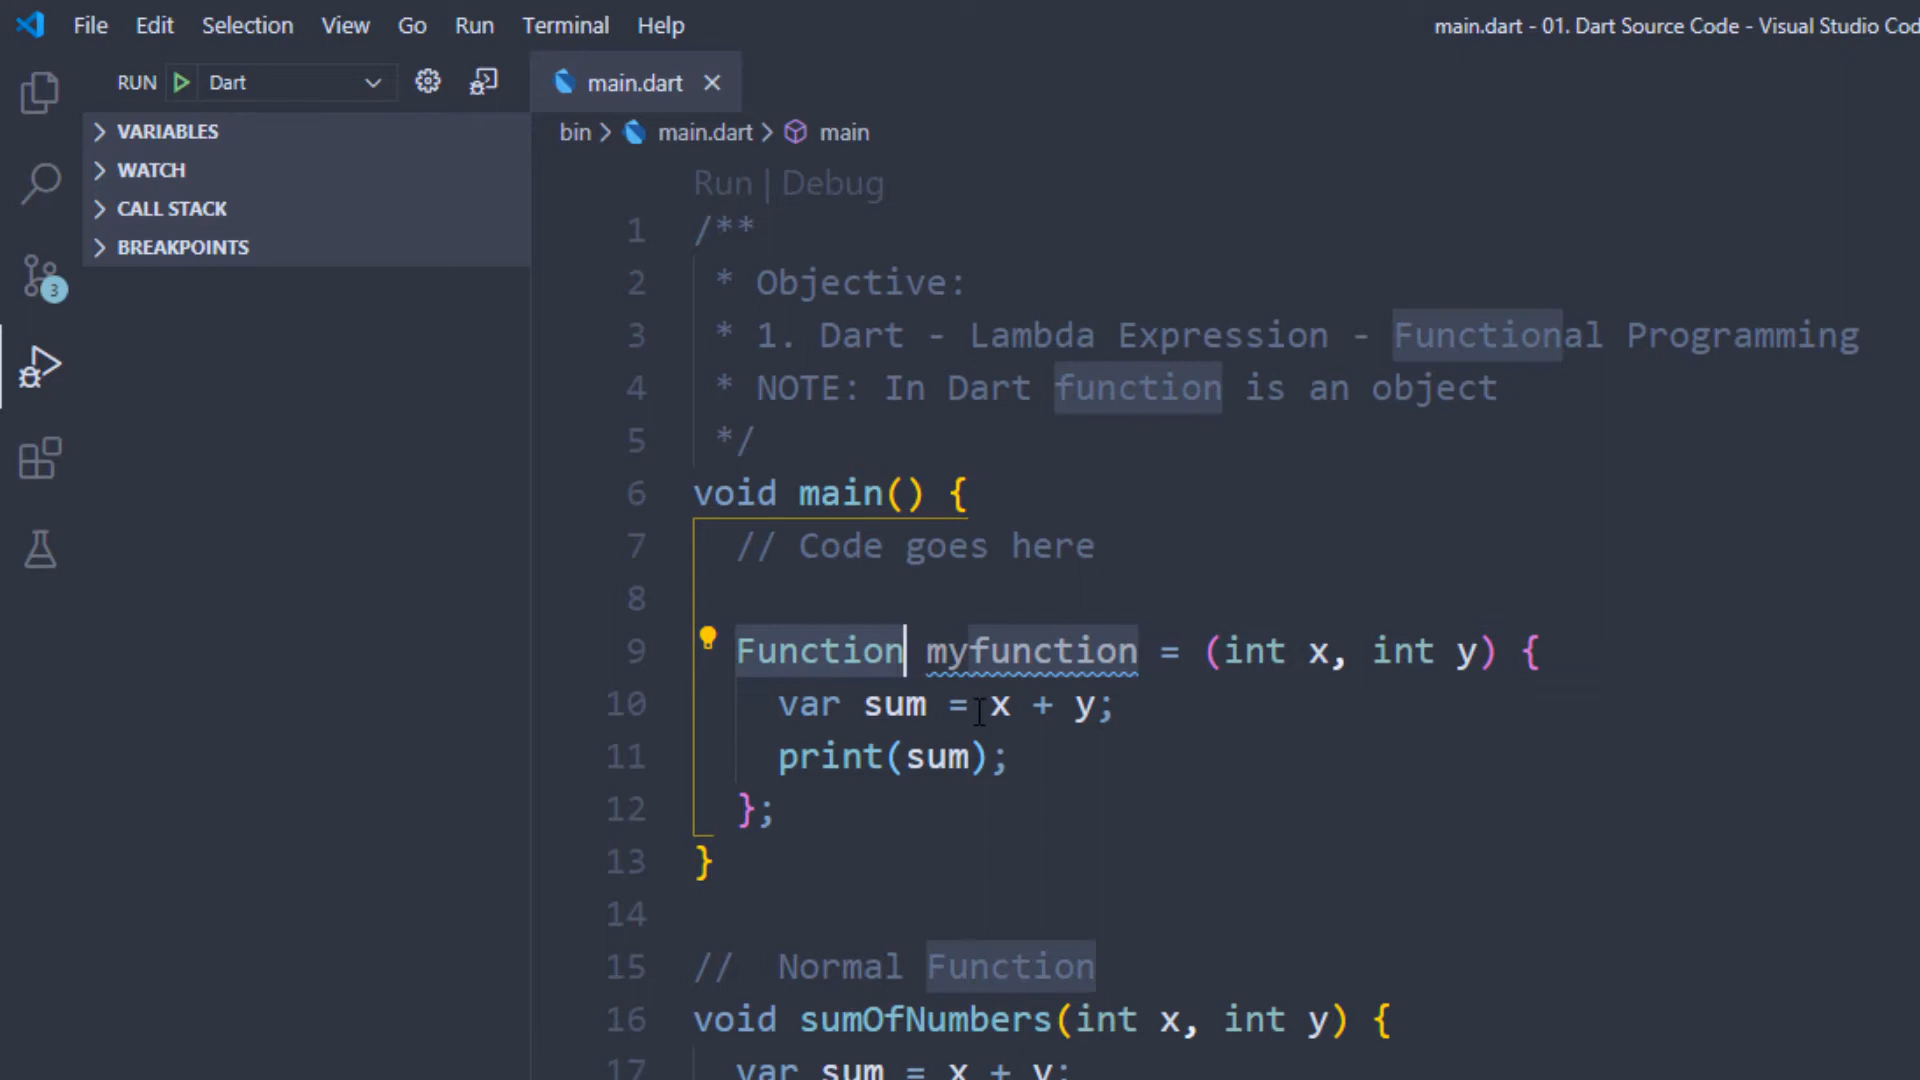 File Edit Selection View Go Run Terminal Help
main.dart - 01. Dart Source Code - Visual Studio Cod
RUN Dart
main.dart
VARIABLES
WATCH
CALL STACK
BREAKPOINTS
3
bin > main.dart > main
Run | Debug
1 /**
2 * Objective:
3 * 1. Dart - Lambda Expression - Functional Programming
4 * NOTE: In Dart function is an object
5 */
6 void main() {
7 // Code goes here
8
9 Function myfunction = (int x, int y) {
10 var sum = x + y;
11 print(sum);
12 };
13 }
14
15 //  Normal Function
16 void sumOfNumbers(int x, int y) {
17 var sum = x + y;